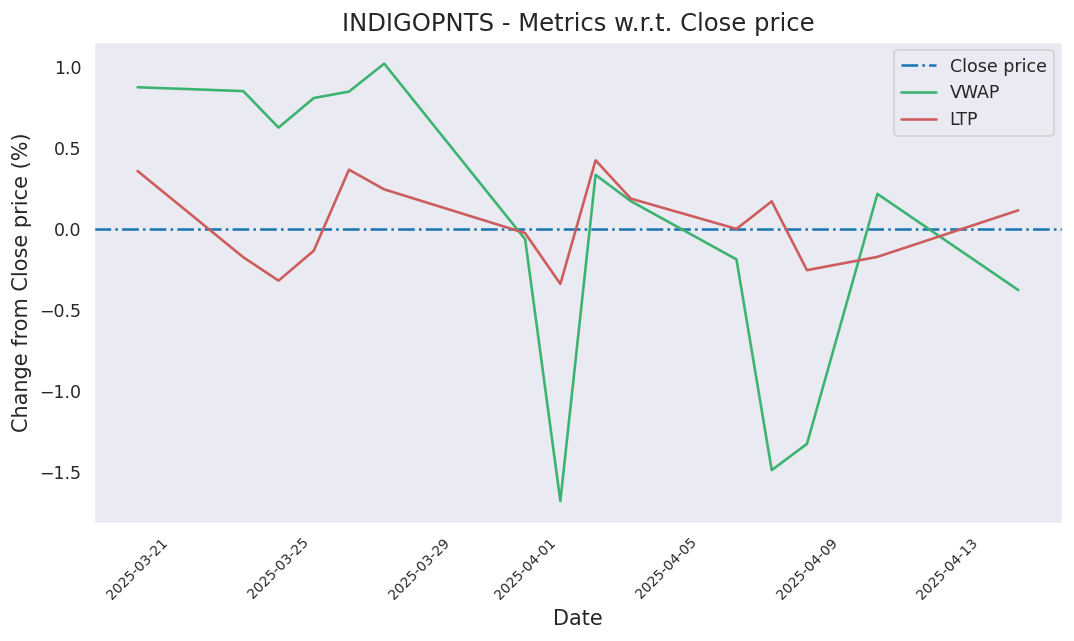 INDIGOPNTS - Metrics w.r.t. Close price
Change from Close price (%)
1.0
0.5
0.0
−0.5
−1.0
−1.5
Close price
VWAP
LTP
2025-03-21
2025-03-25
2025-03-29
2025-04-01
2025-04-05
2025-04-09
2025-04-13
Date